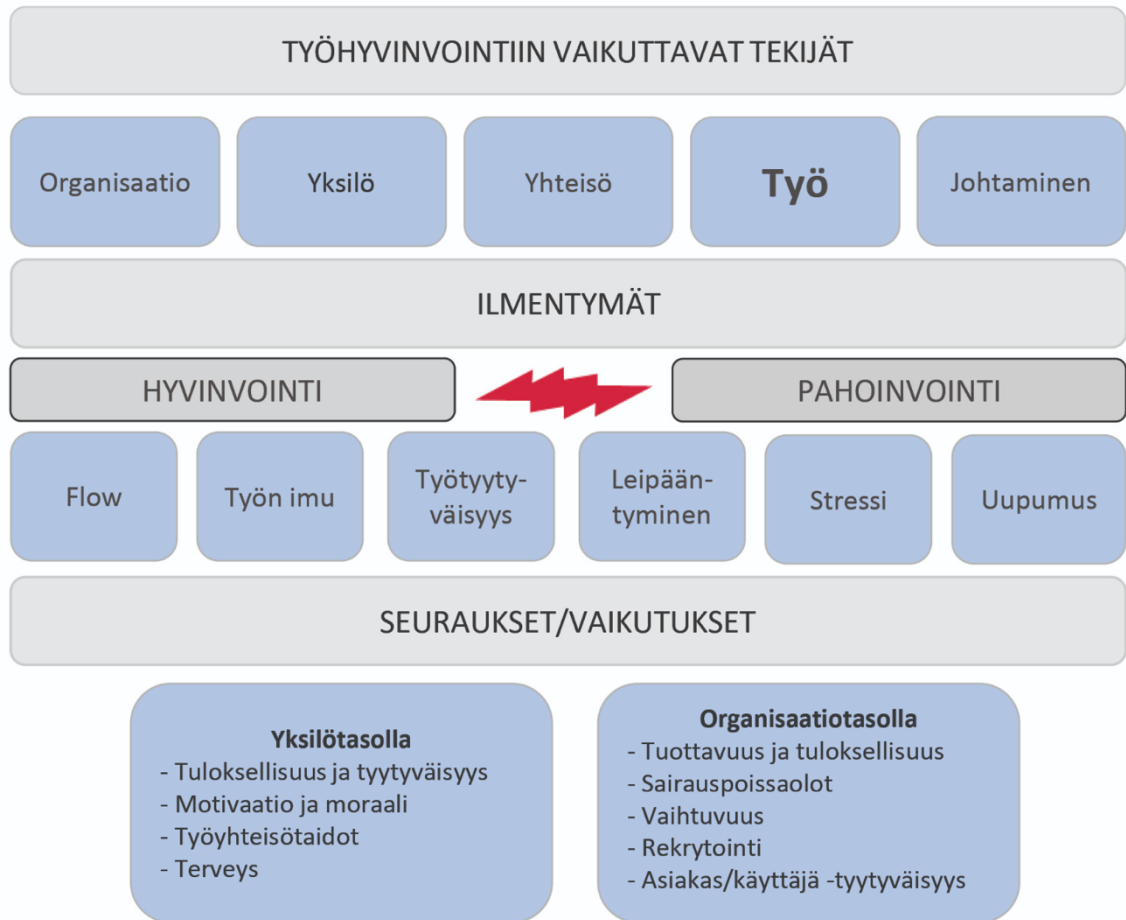 TYÖHYVINVOINTIIN VAIKUTTAVAT TEKIJÄT
Organisaatio
Yksilö
Yhteisö
Työ
Johtaminen
ILMENTYMÄT
HYVINVOINTI
PAHOINVOINTI
Flow
Työn imu
Työtyyty-
väisyys
Leipään-
tyminen
Stressi
Uupumus
SEURAUKSET/VAIKUTUKSET
Yksilötasolla
- Tuloksellisuus ja tyytyväisyys
- Motivaatio ja moraali
- Työyhteisötaidot
- Terveys
Organisaatiotasolla
- Tuottavuus ja tuloksellisuus
- Sairauspoissaolot
- Vaihtuvuus
- Rekrytointi
- Asiakas/käyttäjä -tyytyväisyys